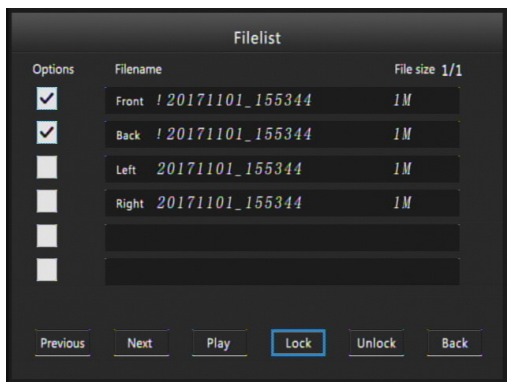 Filelist
Options Filename File size 1/1
Front !20171101_155344 1M
Back !20171101_155344 1M
Left 20171101_155344 1M
Right 20171101_155344 1M
Previous Next Play Lock Unlock Back